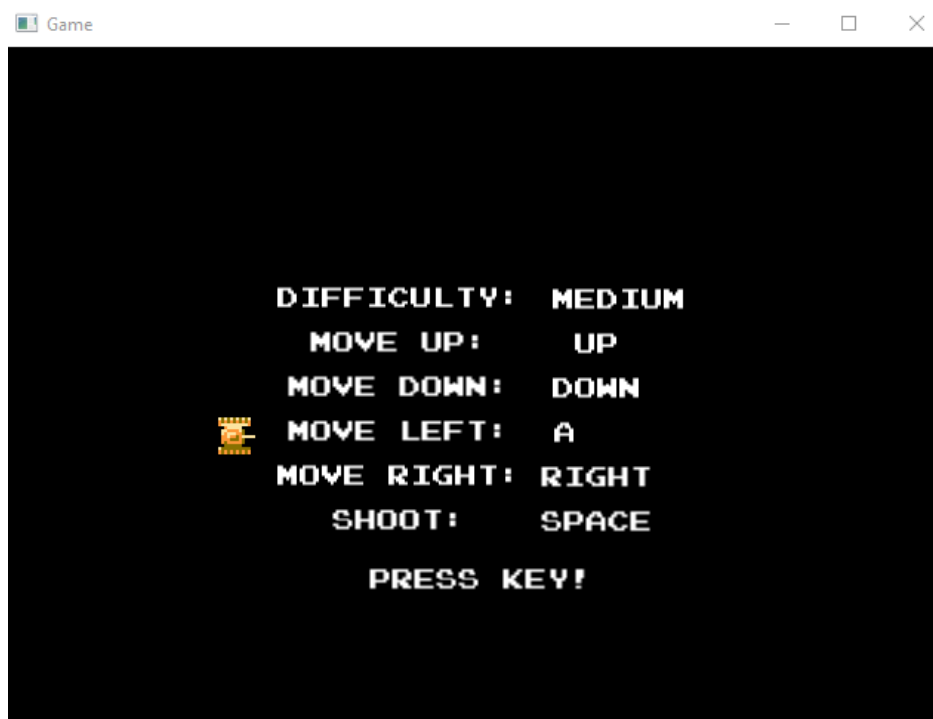 Game
DIFFICULTY: MEDIUM
MOVE UP: UP
MOVE DOWN: DOWN
MOVE LEFT: A
MOVE RIGHT: RIGHT
SHOOT: SPACE
PRESS KEY!